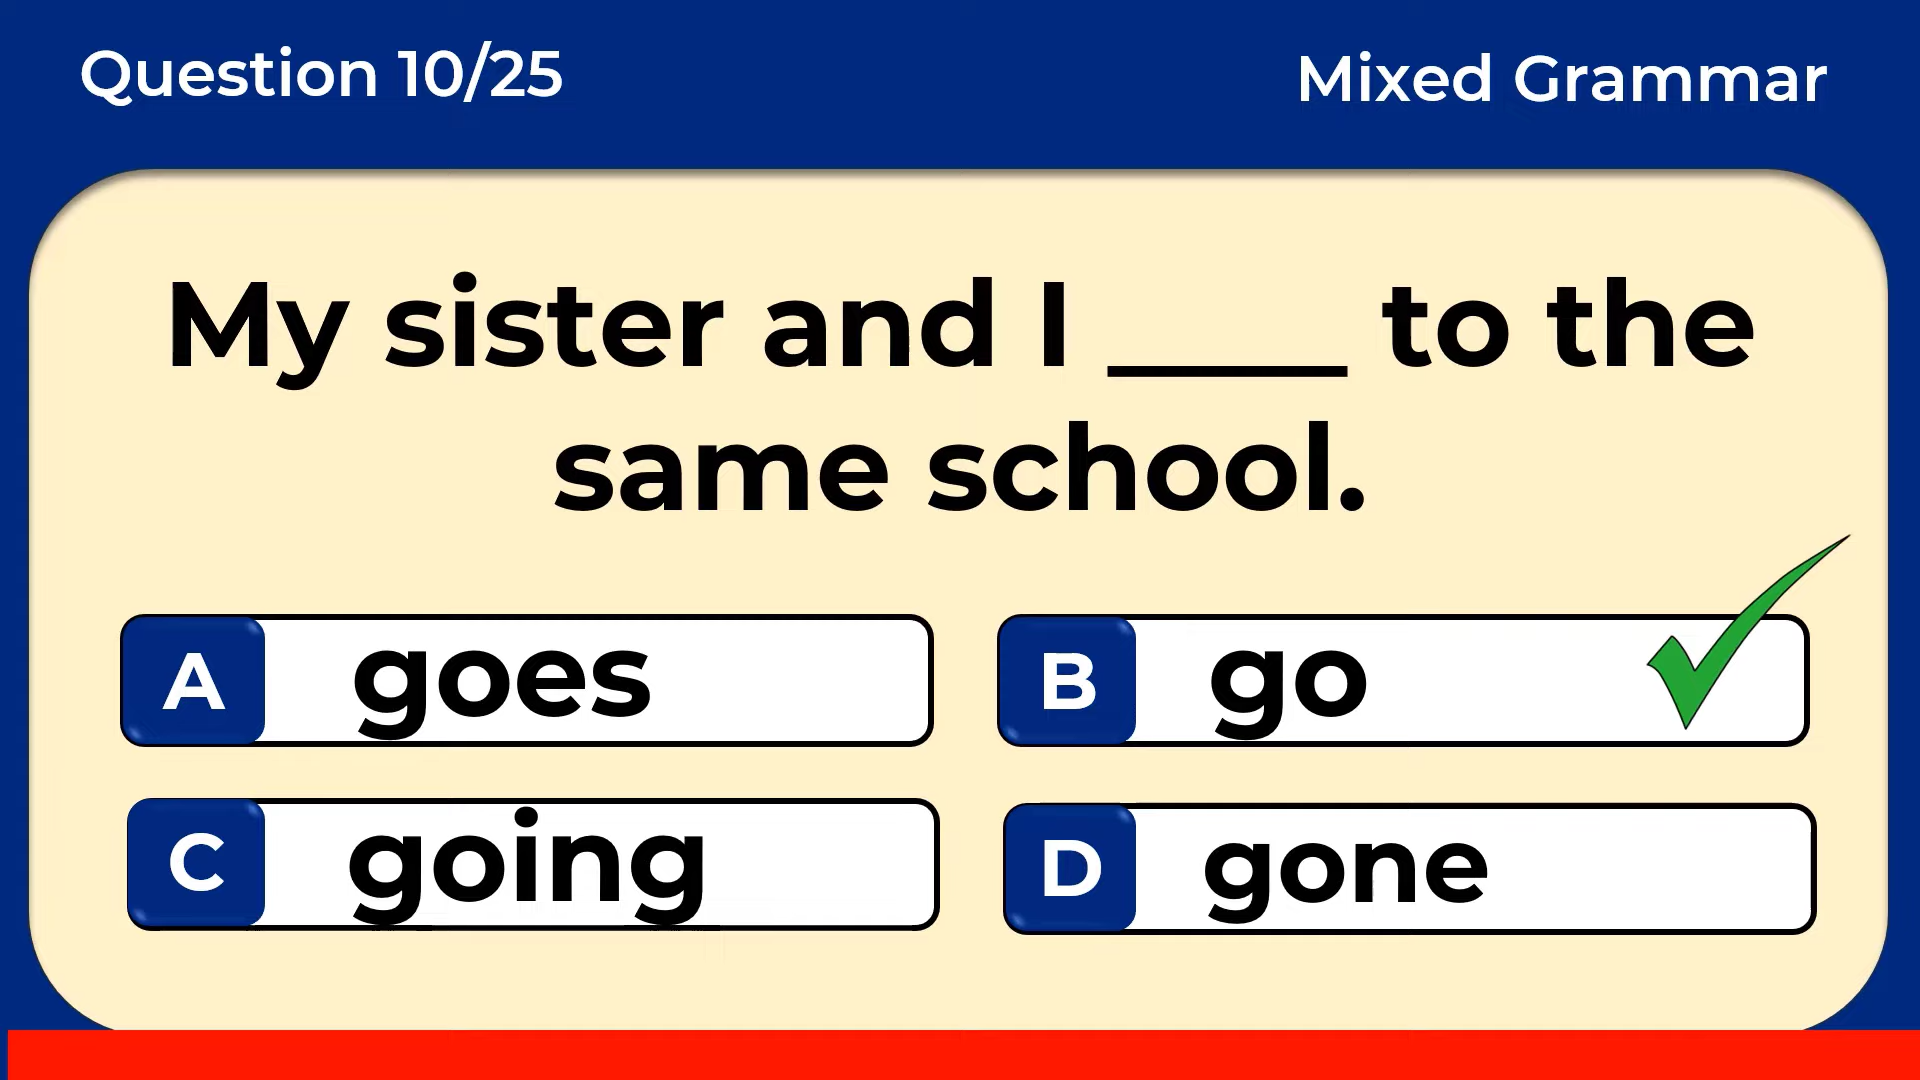 Question 10/25
Mixed Grammar
My sister and I ____ to the
same school.
A goes
B go
C going
D gone